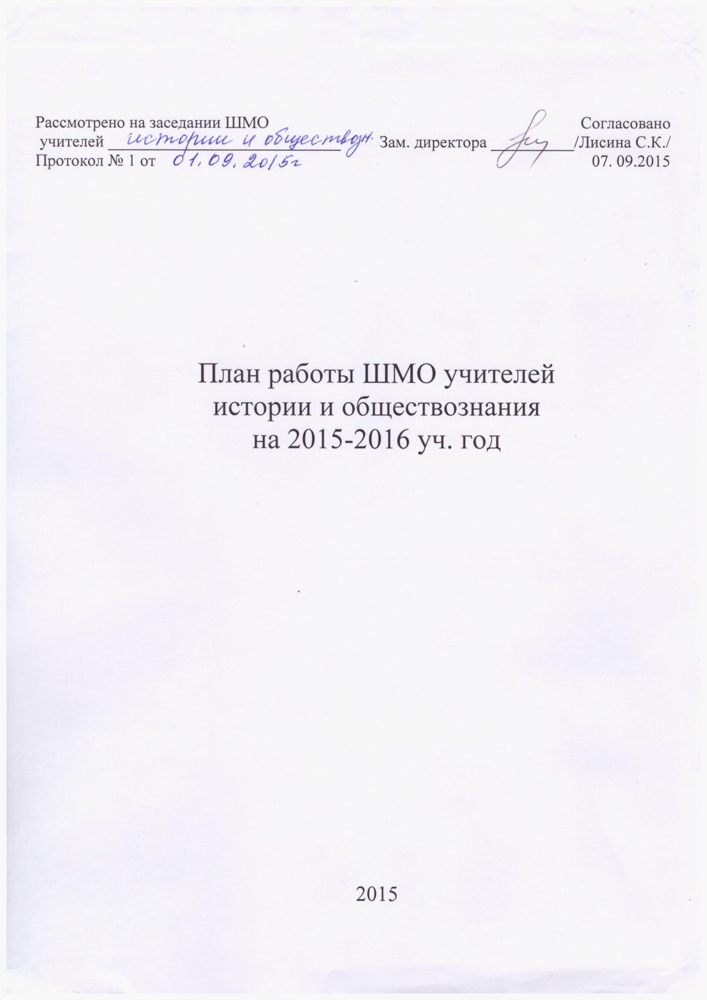 Рассмотрено на заседании ШМО Согласовано
учителей истории и обществозн. Зам. директора /Лисина С.К./
Протокол № 1 от 01.09.2015г 07. 09.2015
План работы ШМО учителей
истории и обществознания
на 2015-2016 уч. год
2015